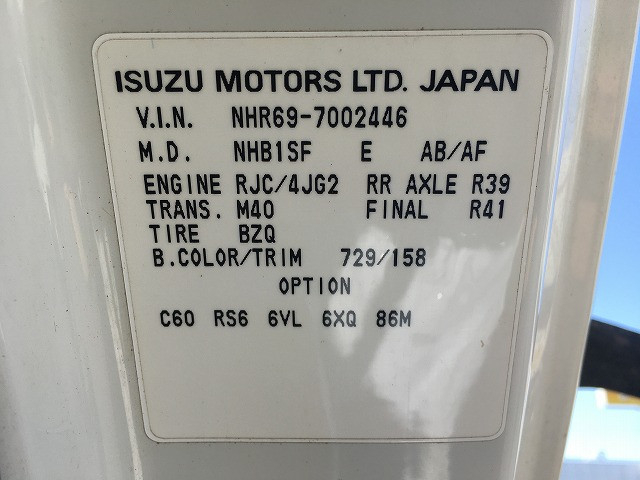 ISUZU MOTORS LTD. JAPAN
V.I.N. NHR69-7002446
M.D. NHB1SF E AB/AF
ENGINE RJC/4JG2 RR AXLE R39
TRANS. M40 FINAL R41
TIRE BZQ
B.COLOR/TRIM 729/158
OPTION
C60 RS6 6VL 6XQ 86M